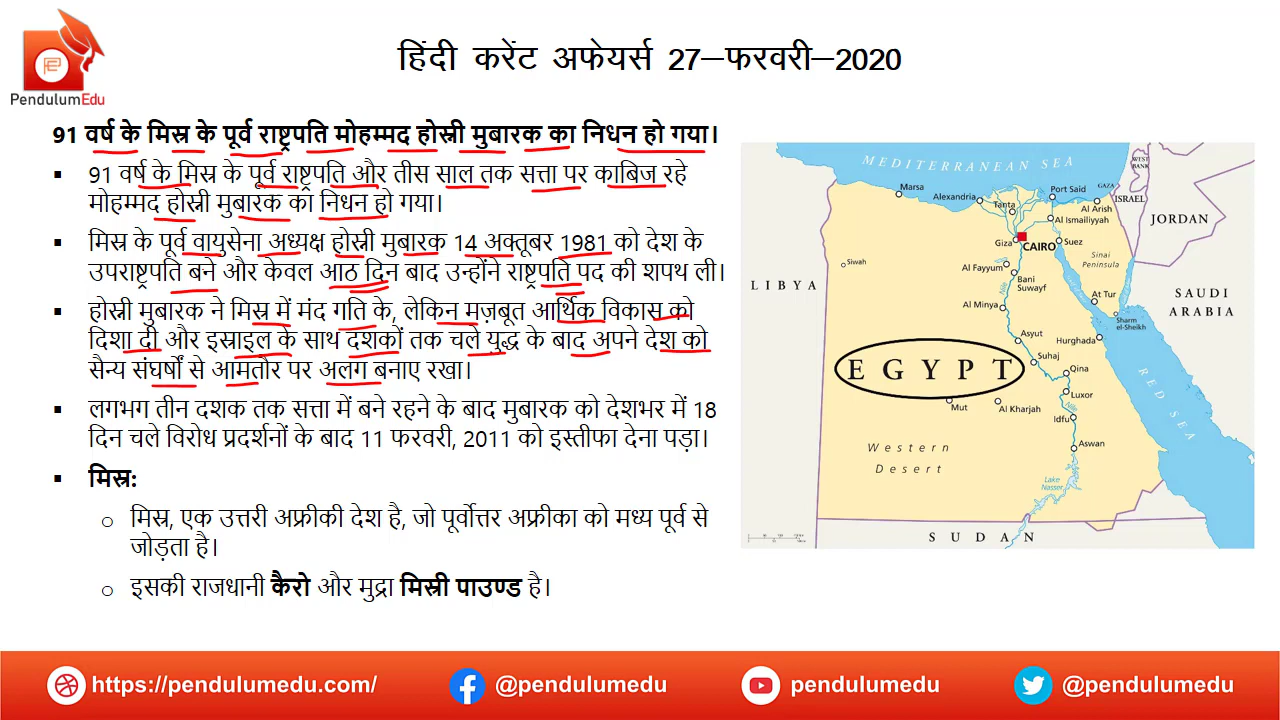 PendulumEdu
हिंदी करेंट अफेयर्स 27–फरवरी–2020
91 वर्ष के मिस्र के पूर्व राष्ट्रपति मोहम्मद होस्नी मुबारक का निधन हो गया।
▪ 91 वर्ष के मिस्र के पूर्व राष्ट्रपति और तीस साल तक सत्ता पर काबिज रहे
मोहम्मद होस्नी मुबारक का निधन हो गया।
▪ मिस्र के पूर्व वायुसेना अध्यक्ष होस्नी मुबारक 14 अक्तूबर 1981 को देश के
उपराष्ट्रपति बने और केवल आठ दिन बाद उन्होंने राष्ट्रपति पद की शपथ ली।
▪ होस्नी मुबारक ने मिस्र में मंद गति के, लेकिन मज़बूत आर्थिक विकास को
दिशा दी और इस्राइल के साथ दशकों तक चले युद्ध के बाद अपने देश को
सैन्य संघर्षों से आमतौर पर अलग बनाए रखा।
▪ लगभग तीन दशक तक सत्ता में बने रहने के बाद मुबारक को देशभर में 18
दिन चले विरोध प्रदर्शनों के बाद 11 फरवरी, 2011 को इस्तीफा देना पड़ा।
▪ मिस्र:
o मिस्र, एक उत्तरी अफ्रीकी देश है, जो पूर्वोत्तर अफ्रीका को मध्य पूर्व से
जोड़ता है।
o इसकी राजधानी कैरो और मुद्रा मिस्री पाउण्ड है।
MEDITERRANEAN SEA
WEST
BANK
Marsa
Alexandria
Tanta
Port Said
GAZA
ISRAEL
Al Arish
Al Ismailiyyah
JORDAN
Giza
CAIRO
Suez
Siwah
Al Fayyum
Sinai
Peninsula
LIBYA
Bani
Suwayf
Nile
At Tur
SAUDI
ARABIA
Al Minya
Sharm
el-Sheikh
Asyut
Hurghada
Suhaj
EGYPT
Qina
RED SEA
Mut
Al Kharjah
Luxor
Nile
Idfu
Western
Desert
Aswan
Lake
Nasser
SUDAN
https://pendulumedu.com/
@pendulumedu
pendulumedu
@pendulumedu